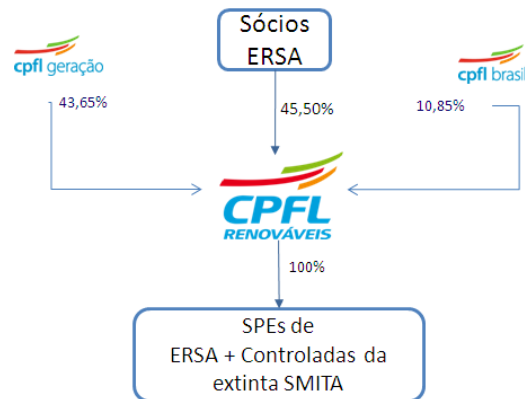 Sócios
ERSA
cpfl geração
cpfl brasil
43,65%
45,50%
10,85%
CPFL
RENOVÁVEIS
100%
SPEs de
ERSA + Controladas da
extinta SMITA